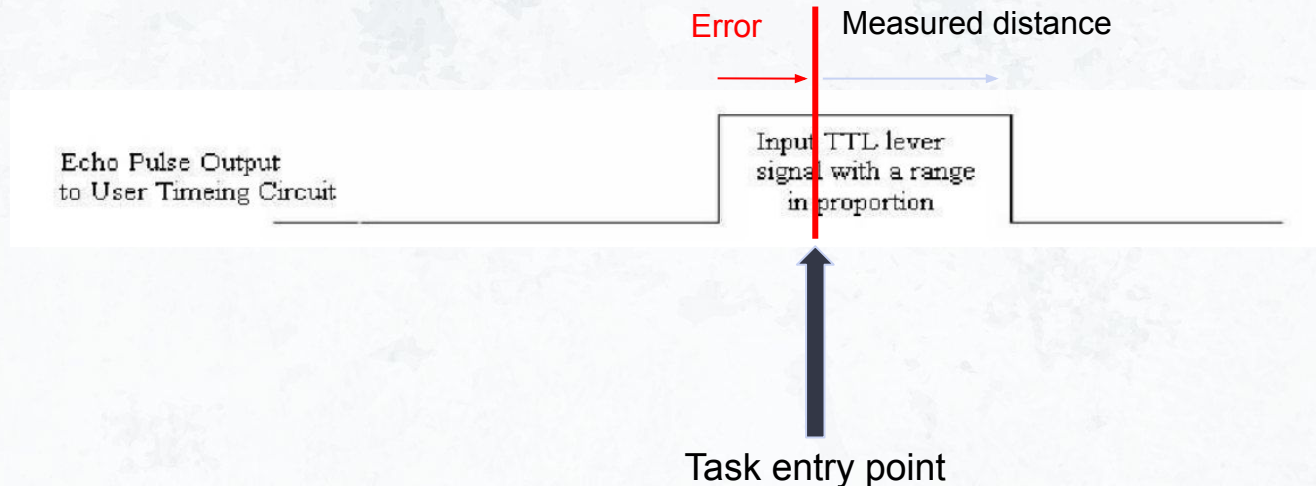 Error
Measured distance
Echo Pulse Output
to User Timeing Circuit
Input TTL lever
signal with a range
in proportion
Task entry point